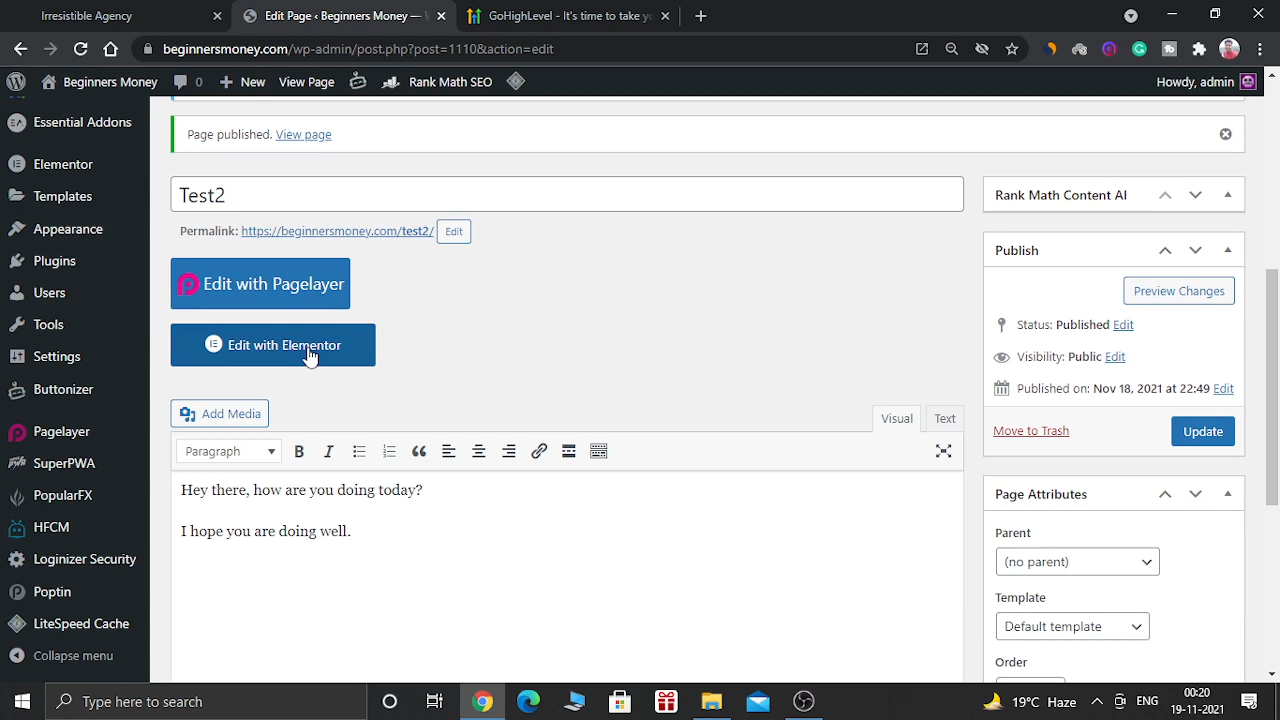 Irresistible Agency
Edit Page ‹ Beginners Money — W
GoHighLevel - It's time to take yo
beginnersmoney.com/wp-admin/post.php?post=1110&action=edit
Beginners Money
0
New
View Page
Rank Math SEO
Howdy, admin
Essential Addons
Elementor
Templates
Appearance
Plugins
Users
Tools
Settings
Buttonizer
Pagelayer
SuperPWA
PopularFX
HFCM
Loginizer Security
Poptin
LiteSpeed Cache
Collapse menu
Page published. View page
Test2
Permalink: https://beginnersmoney.com/test2/ Edit
Edit with Pagelayer
Edit with Elementor
Add Media
Visual Text
Paragraph
Hey there, how are you doing today?
I hope you are doing well.
Rank Math Content AI
Publish
Preview Changes
Status: Published Edit
Visibility: Public Edit
Published on: Nov 18, 2021 at 22:49 Edit
Move to Trash
Update
Page Attributes
Parent
(no parent)
Template
Default template
Order
Type here to search
19°C Haze
ENG
00:20
19-11-2021